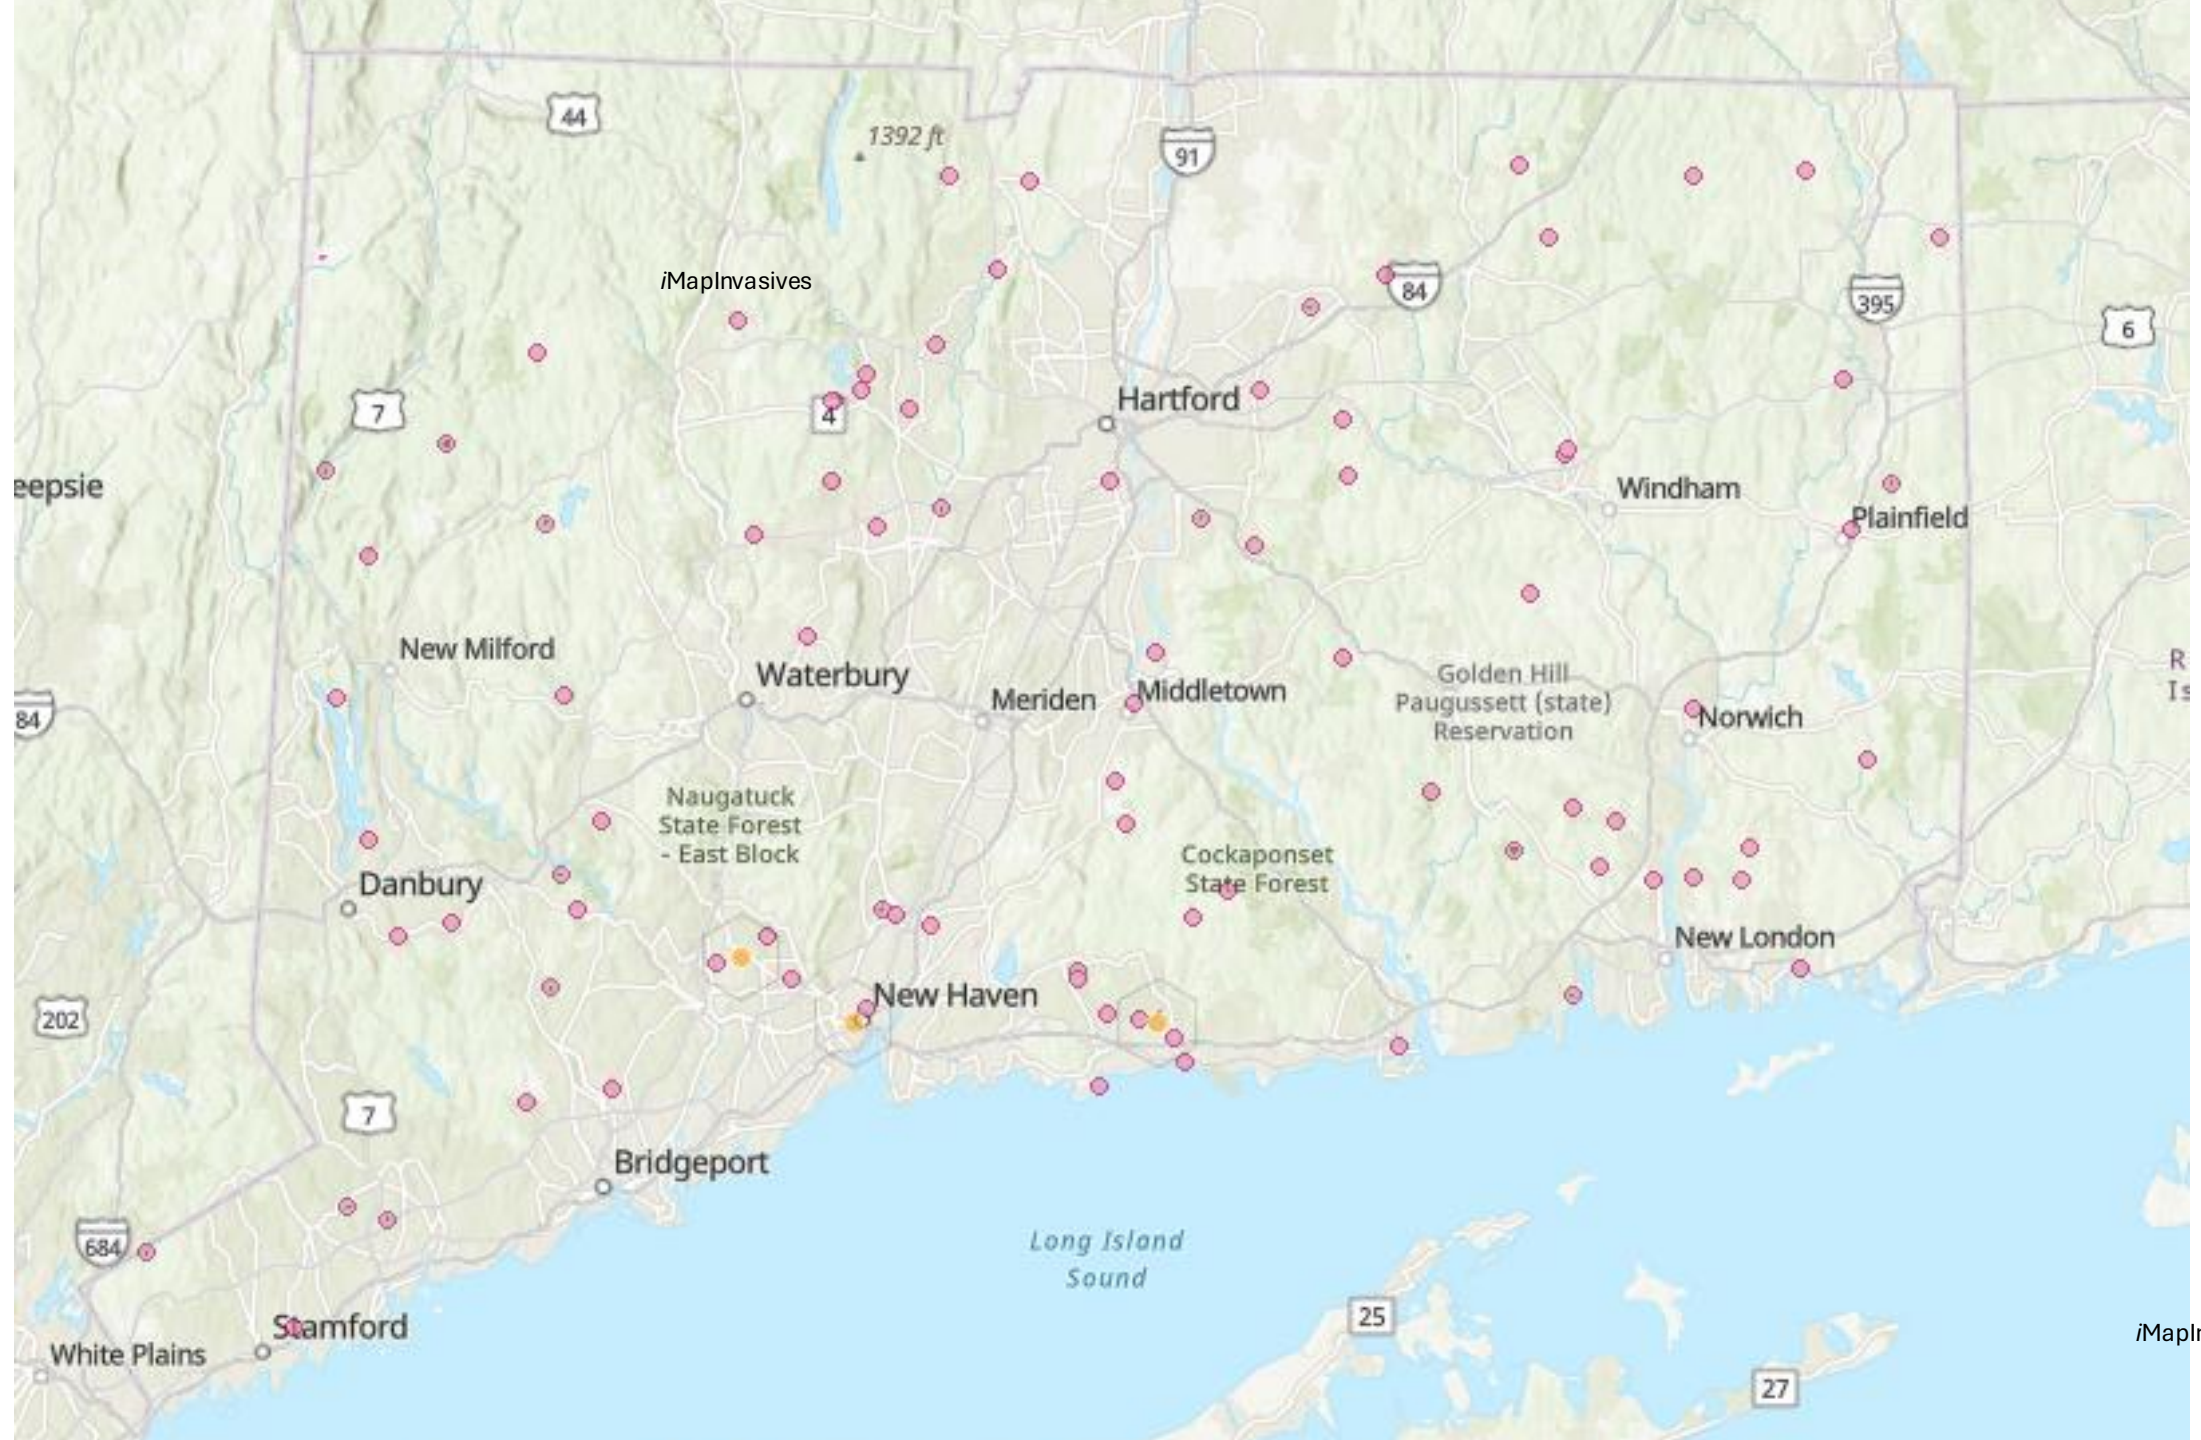 44
1392 ft
91
iMapInvasives
84
395
6
7
4
Hartford
eepsie
Windham
Plainfield
New Milford
Waterbury
Meriden
Middletown
Golden Hill
Paugussett (state)
Reservation
R
Is
84
Norwich
Naugatuck
State Forest
- East Block
Cockaponset
State Forest
Danbury
New London
New Haven
202
7
Bridgeport
684
Long Island
Sound
25
Stamford
White Plains
iMapIn
27